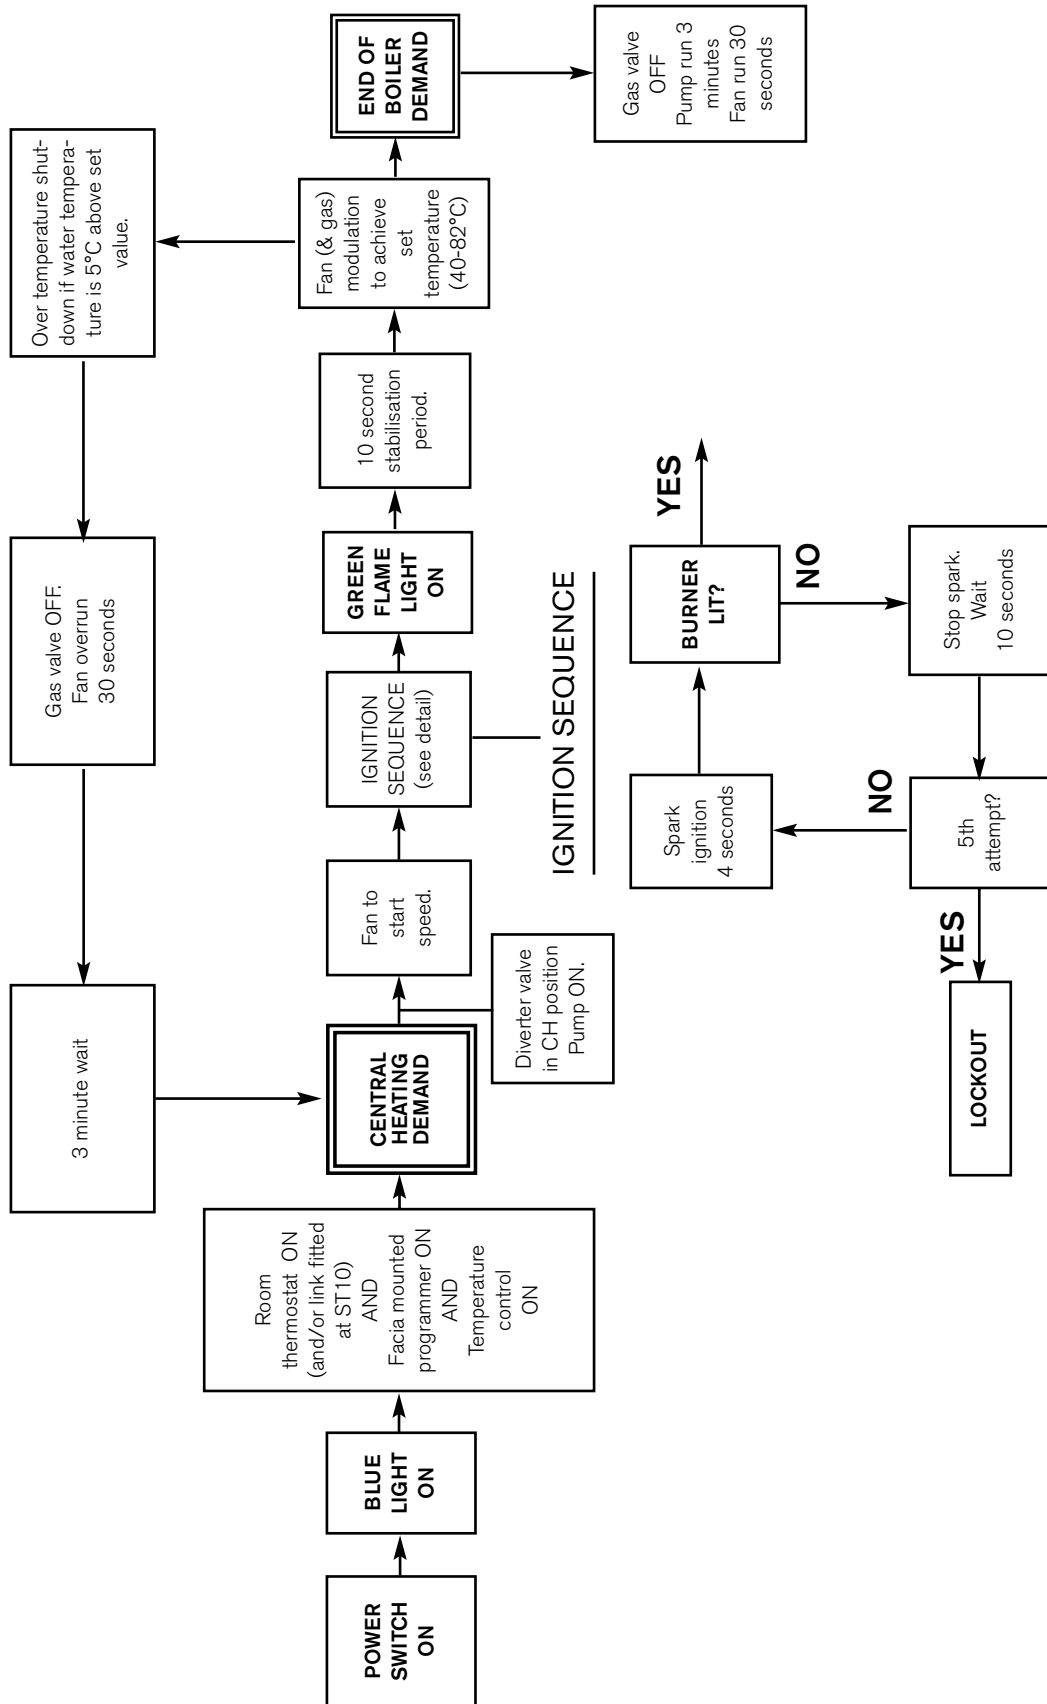 Over temperature shut-
down if water tempera-
ture is 5°C above set
value.
Gas valve OFF.
Fan overrun
30 seconds
3 minute wait
POWER
SWITCH
ON
BLUE
LIGHT
ON
Room
thermostat ON
(and/or link fitted
at ST10)
AND
Facia mounted
programmer ON
AND
Temperature
control
ON
CENTRAL
HEATING
DEMAND
Diverter valve
in CH position
Pump ON.
Fan to
start
speed.
IGNITION
SEQUENCE
(see detail)
GREEN
FLAME
LIGHT
ON
10 second
stabilisation
period.
Fan (& gas)
modulation
to achieve
set
temperature
(40-82°C)
END OF
BOILER
DEMAND
Gas valve
OFF
Pump run 3
minutes
Fan run 30
seconds
IGNITION SEQUENCE
Spark
ignition
4 seconds
BURNER
LIT?
YES
NO
Stop spark.
Wait
10 seconds
5th
attempt?
NO
YES
LOCKOUT